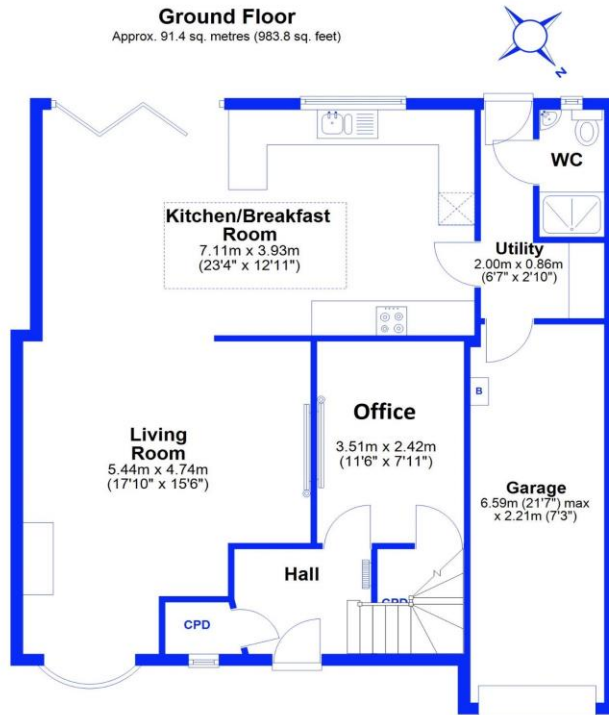 Ground Floor
Approx. 91.4 sq. metres (983.8 sq. feet)
N
WC
Kitchen/Breakfast
Room
7.11m x 3.93m
(23'4" x 12'11")
Utility
2.00m x 0.86m
(6'7" x 2'10")
B
Office
3.51m x 2.42m
(11'6" x 7'11")
Living
Room
5.44m x 4.74m
(17'10" x 15'6")
Garage
6.59m (21'7") max
x 2.21m (7'3")
Hall
N
CPD
CPD